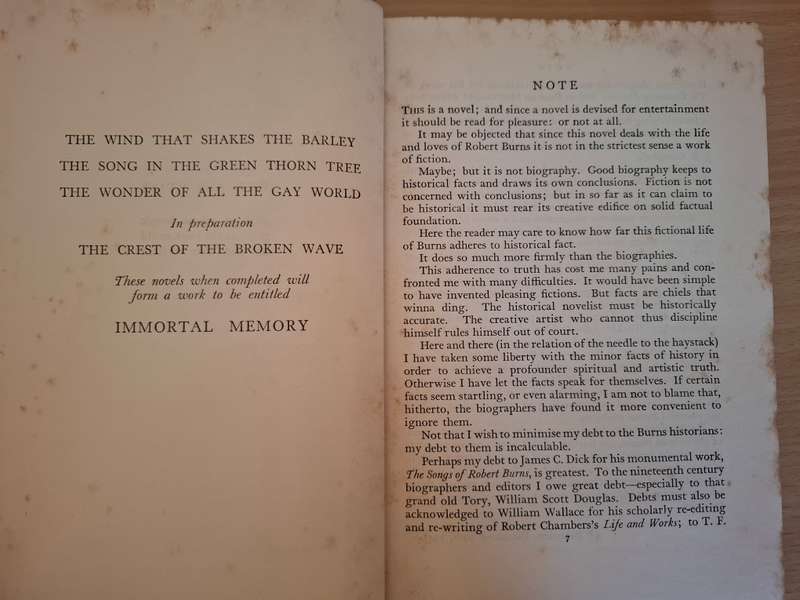 THE WIND THAT SHAKES THE BARLEY
THE SONG IN THE GREEN THORN TREE
THE WONDER OF ALL THE GAY WORLD
In preparation
THE CREST OF THE BROKEN WAVE
These novels when completed will
form a work to be entitled
IMMORTAL MEMORY
NOTE
THIS is a novel; and since a novel is devised for entertainment
it should be read for pleasure: or not at all.
It may be objected that since this novel deals with the life
and loves of Robert Burns it is not in the strictest sense a work
of fiction.
Maybe; but it is not biography. Good biography keeps to
historical facts and draws its own conclusions. Fiction is not
concerned with conclusions; but in so far as it can claim to
be historical it must rear its creative edifice on solid factual
foundation.
Here the reader may care to know how far this fictional life
of Burns adheres to historical fact.
It does so much more firmly than the biographies.
This adherence to truth has cost me many pains and con-
fronted me with many difficulties. It would have been simple
to have invented pleasing fictions. But facts are chiels that
winna ding. The historical novelist must be historically
accurate. The creative artist who cannot thus discipline
himself rules himself out of court.
Here and there (in the relation of the needle to the haystack)
I have taken some liberty with the minor facts of history in
order to achieve a profounder spiritual and artistic truth.
Otherwise I have let the facts speak for themselves. If certain
facts seem startling, or even alarming, I am not to blame that,
hitherto, the biographers have found it more convenient to
ignore them.
Not that I wish to minimise my debt to the Burns historians:
my debt to them is incalculable.
Perhaps my debt to James C. Dick for his monumental work,
The Songs of Robert Burns, is greatest. To the nineteenth century
biographers and editors I owe great debt—especially to that
grand old Tory, William Scott Douglas. Debts must also be
acknowledged to William Wallace for his scholarly re-editing
and re-writing of Robert Chambers's Life and Works; to T. F.
7